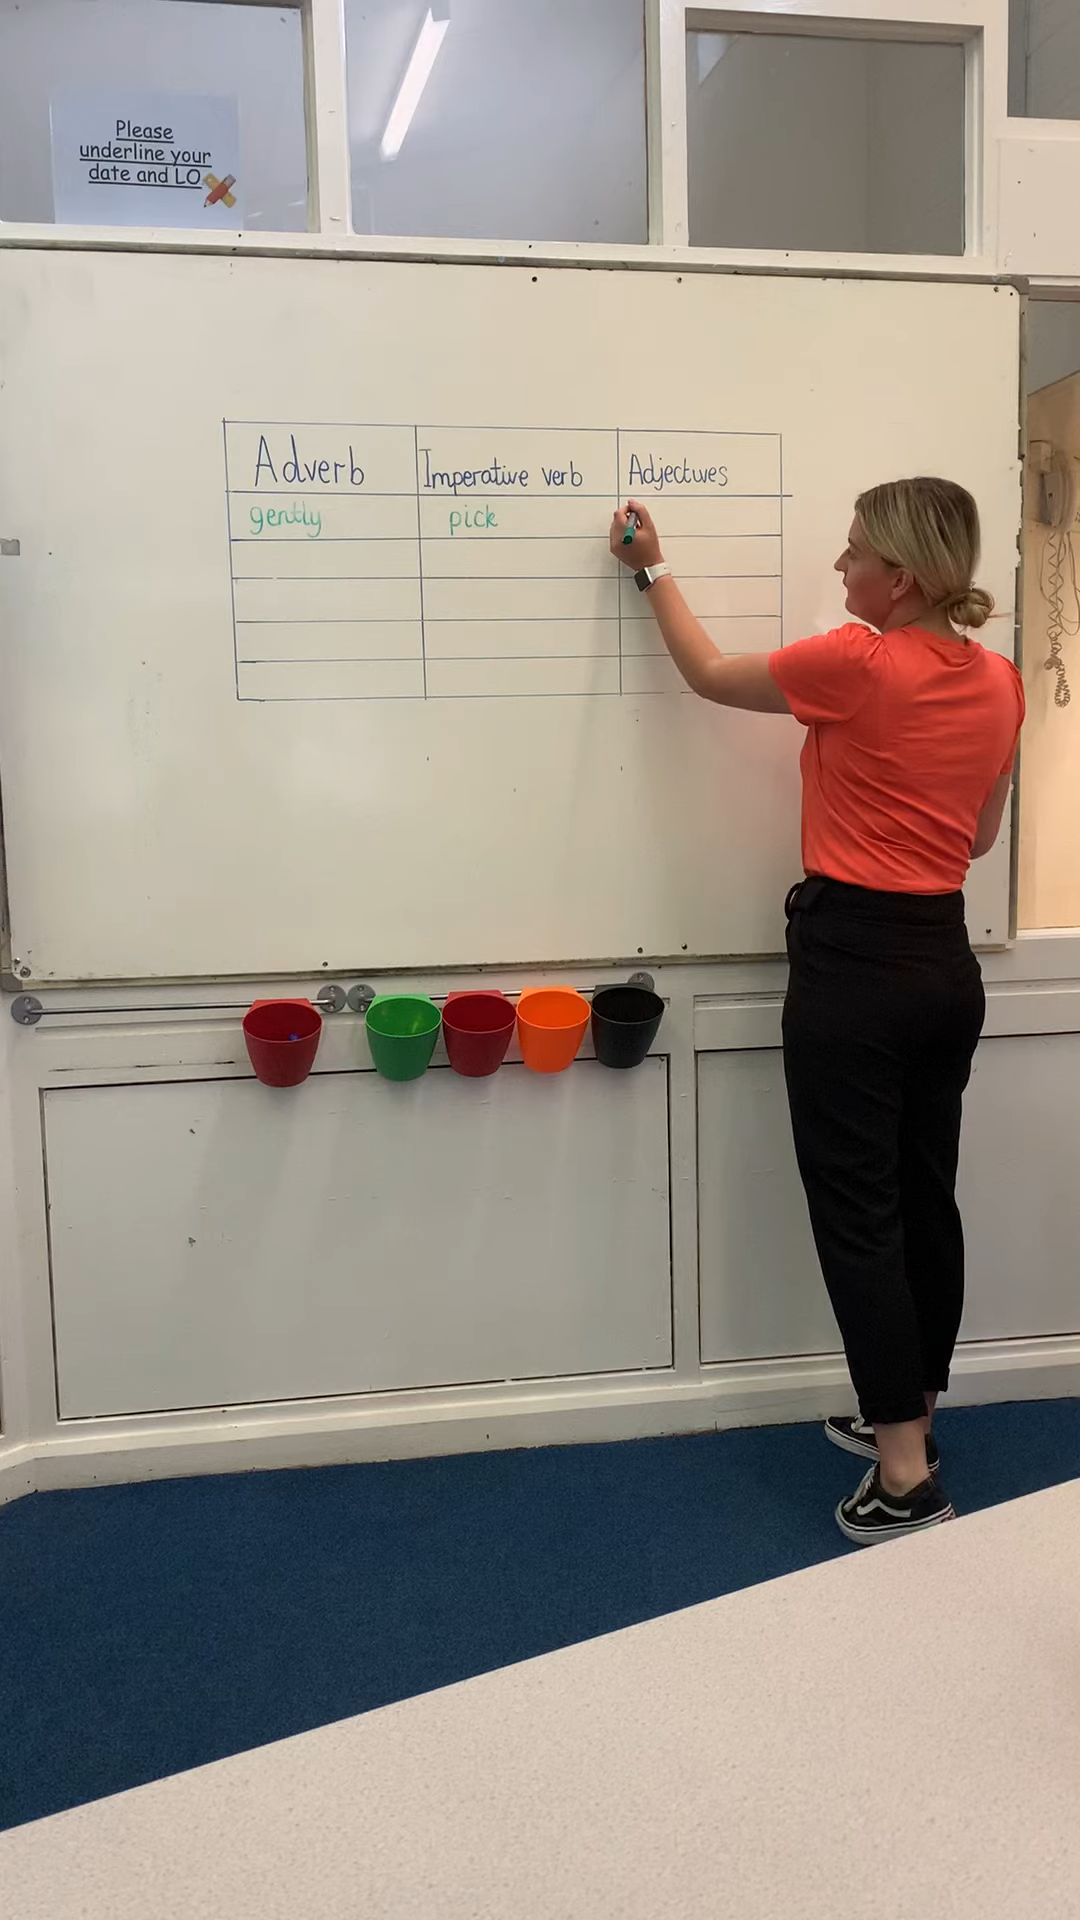 Please
underline your
date and LO
Adverb Imperative verb Adjectives
gently pick